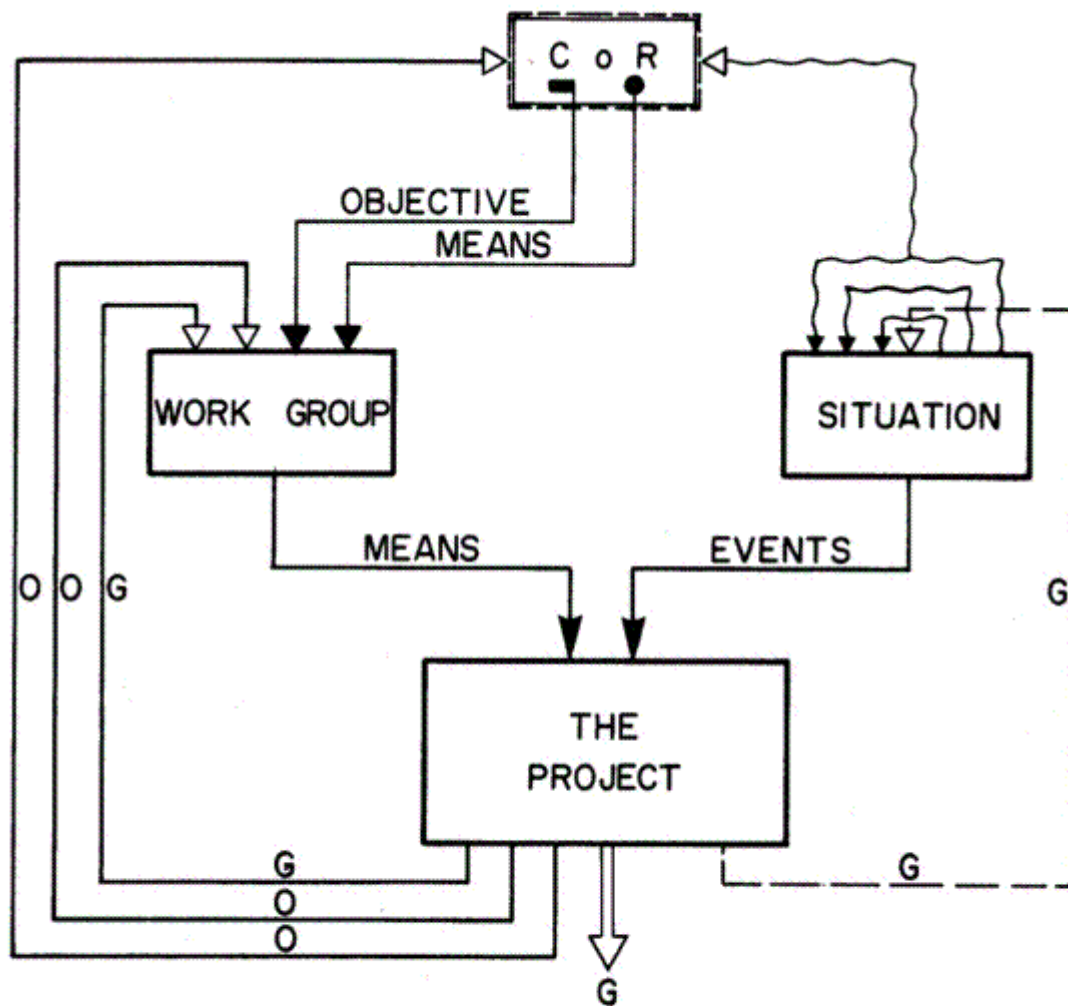 C o R
OBJECTIVE
MEANS
WORK GROUP
SITUATION
MEANS
EVENTS
O O G
G
THE
PROJECT
G
G
O
O
G